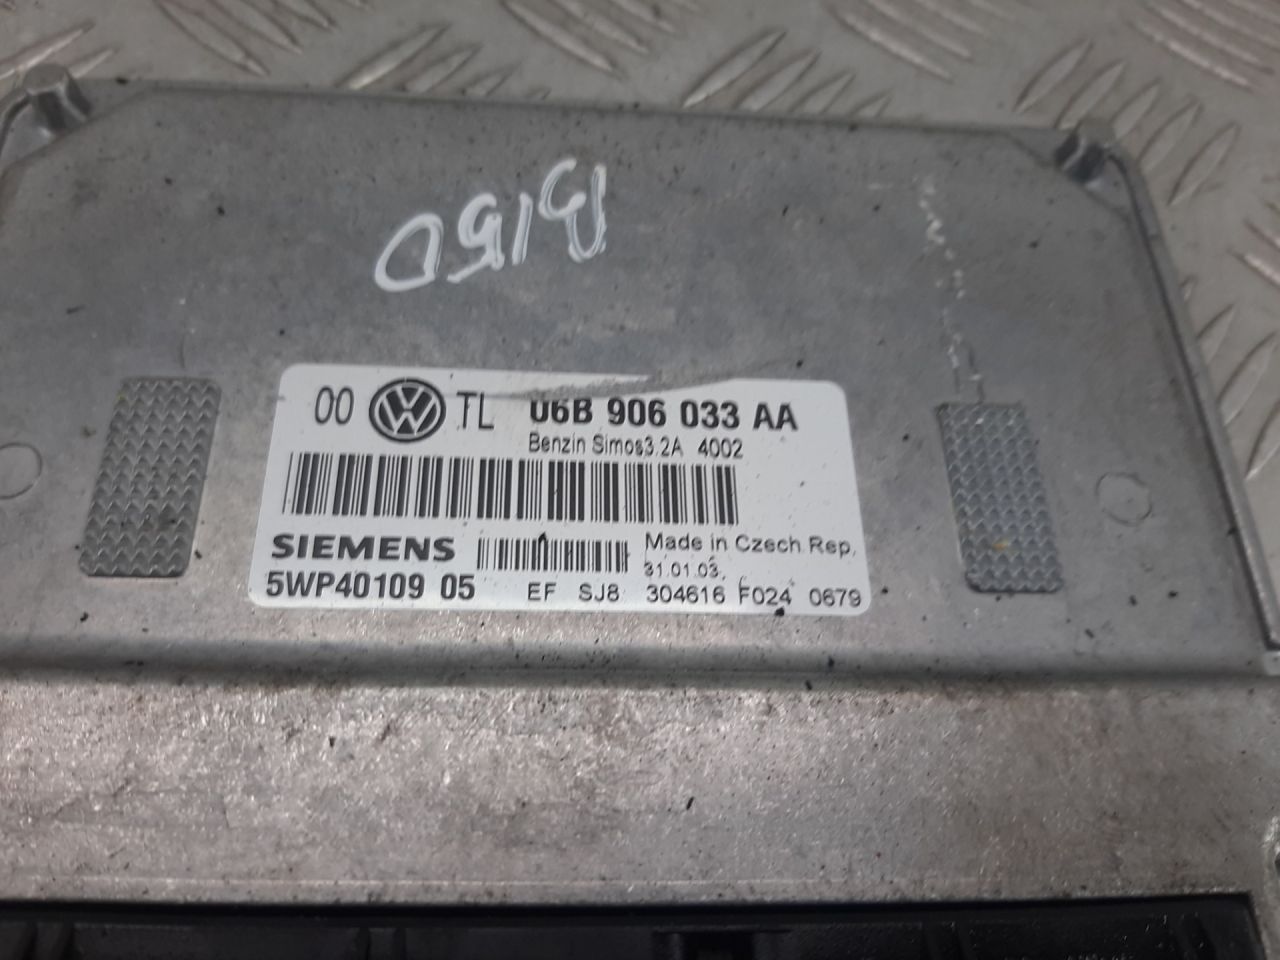 00 VW TL 06B 906 033 AA
Benzin Simos3.2A 4002
SIEMENS Made in Czech Rep.
31.01.03.
5WP40109 05 EF SJ8 304616 F024 0679